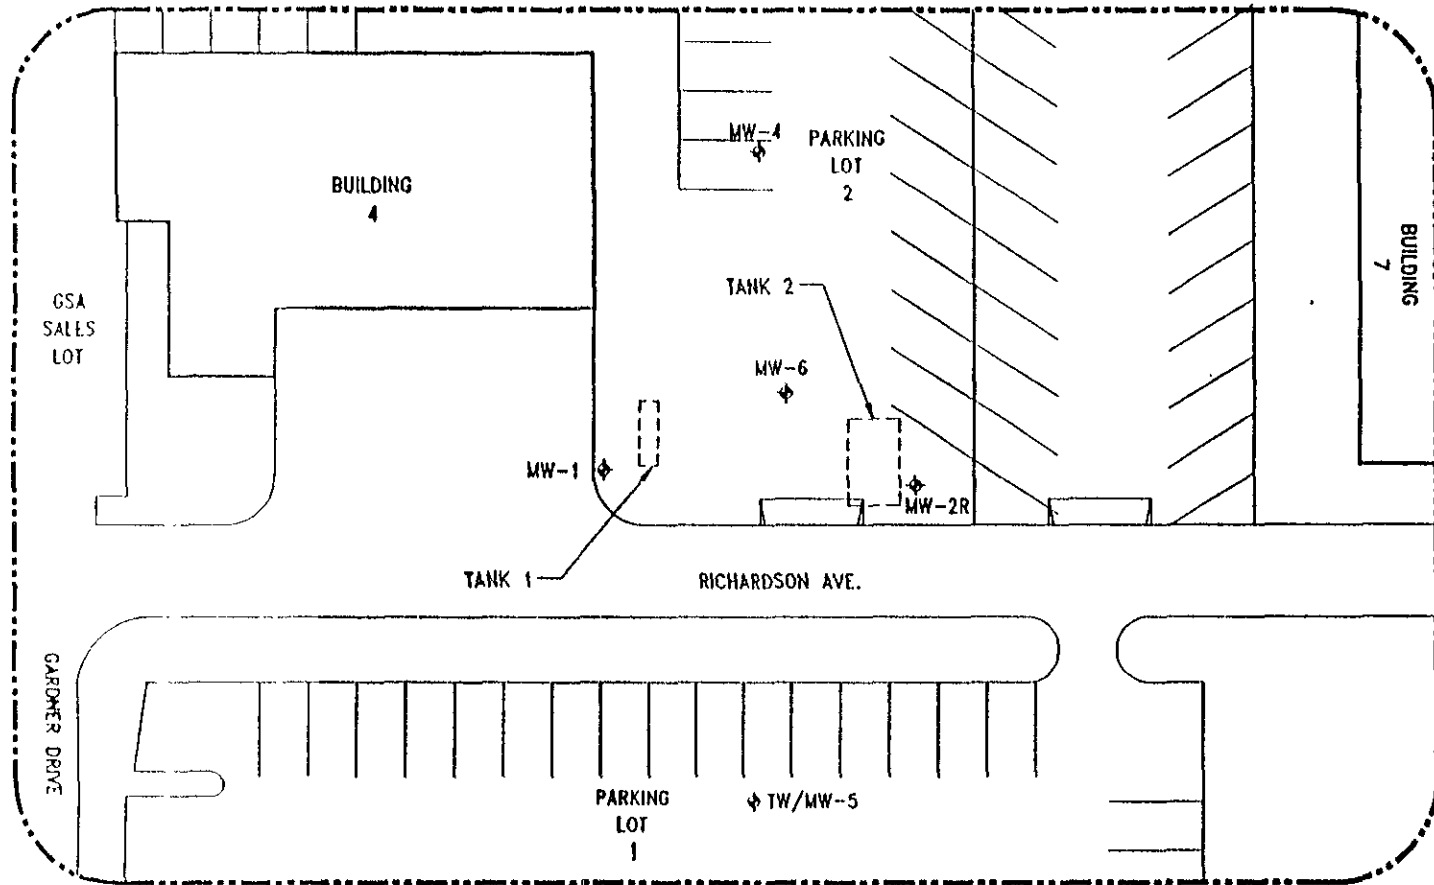 MW-4
PARKING
LOT
2
BUILDING
4
BUILDING
7
GSA
SALES
LOT
TANK 2
MW-6
MW-1
MW-2R
TANK 1
RICHARDSON AVE.
GARDNER DRIVE
PARKING
LOT
1
TW/MW-5